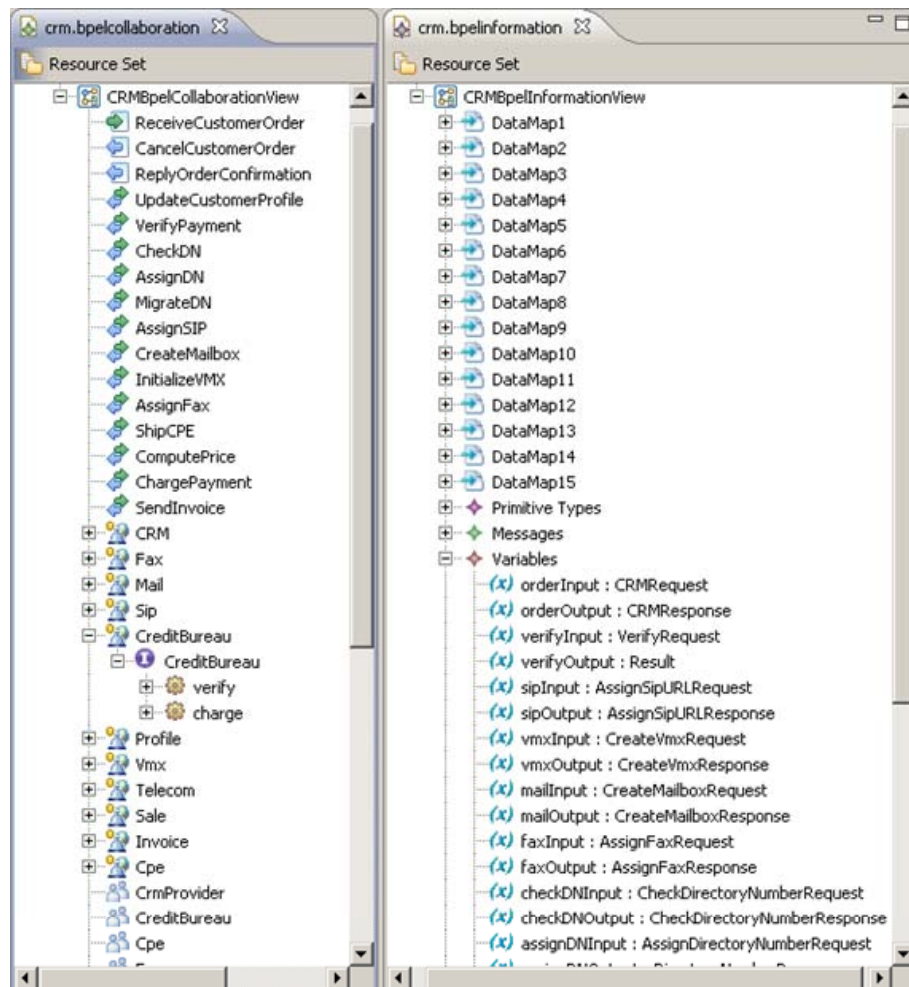 crm.bpelcollaboration
Resource Set
CRMBpelCollaborationView
ReceiveCustomerOrder
CancelCustomerOrder
ReplyOrderConfirmation
UpdateCustomerProfile
VerifyPayment
CheckDN
AssignDN
MigrateDN
AssignSIP
CreateMailbox
InitializeVMX
AssignFax
ShipCPE
ComputePrice
ChargePayment
SendInvoice
CRM
Fax
Mail
Sip
CreditBureau
I CreditBureau
verify
charge
Profile
Vmx
Telecom
Sale
Invoice
Cpe
CrmProvider
CreditBureau
Cpe
crm.bpelinformation
Resource Set
CRMBpelInformationView
DataMap1
DataMap2
DataMap3
DataMap4
DataMap5
DataMap6
DataMap7
DataMap8
DataMap9
DataMap10
DataMap11
DataMap12
DataMap13
DataMap14
DataMap15
Primitive Types
Messages
Variables
(x) orderInput : CRMRequest
(x) orderOutput : CRMResponse
(x) verifyInput : VerifyRequest
(x) verifyOutput : Result
(x) sipInput : AssignSipURLRequest
(x) sipOutput : AssignSipURLResponse
(x) vmxInput : CreateVmxRequest
(x) vmxOutput : CreateVmxResponse
(x) mailInput : CreateMailboxRequest
(x) mailOutput : CreateMailboxResponse
(x) faxInput : AssignFaxRequest
(x) faxOutput : AssignFaxResponse
(x) checkDNInput : CheckDirectoryNumberRequest
(x) checkDNOutput : CheckDirectoryNumberResponse
(x) assignDNInput : AssignDirectoryNumberRequest